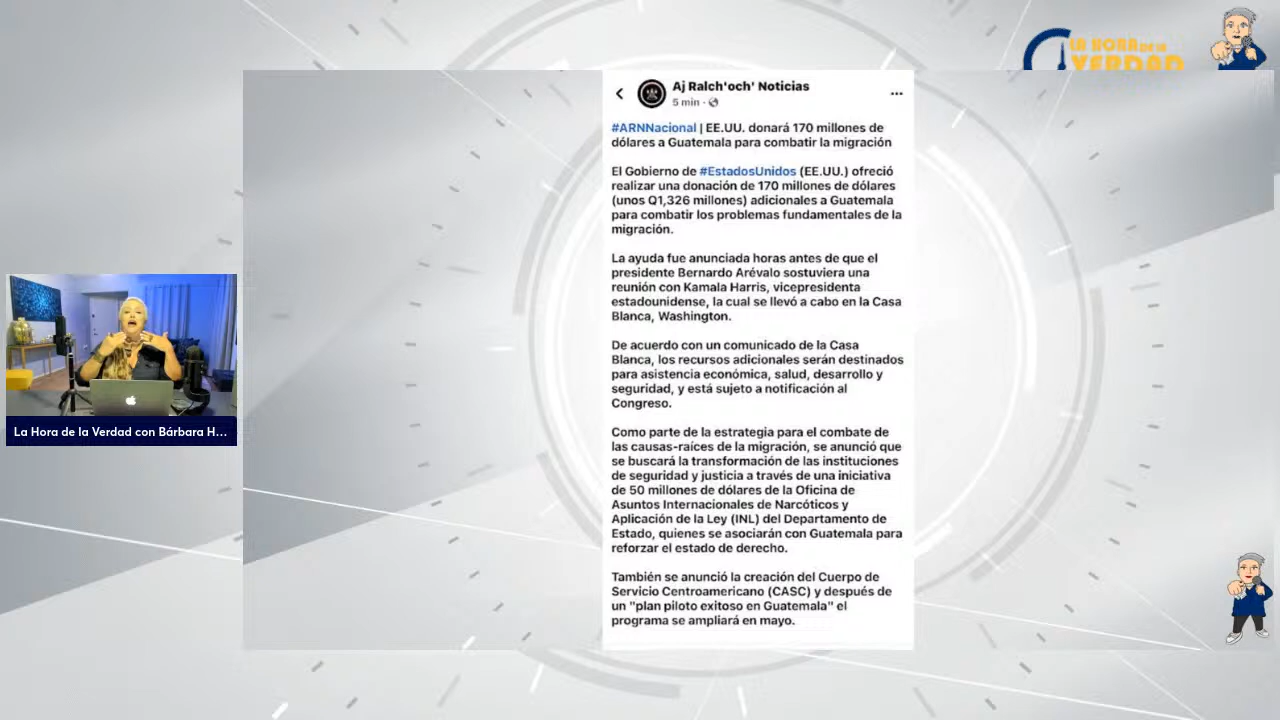 LA HORA DE LA
VERDAD
Aj Ralch'och' Noticias
5 min ·
#ARNNacional | EE.UU. donará 170 millones de
dólares a Guatemala para combatir la migración
El Gobierno de #EstadosUnidos (EE.UU.) ofreció
realizar una donación de 170 millones de dólares
(unos Q1,326 millones) adicionales a Guatemala
para combatir los problemas fundamentales de la
migración.
La ayuda fue anunciada horas antes de que el
presidente Bernardo Arévalo sostuviera una
reunión con Kamala Harris, vicepresidenta
estadounidense, la cual se llevó a cabo en la Casa
Blanca, Washington.
De acuerdo con un comunicado de la Casa
Blanca, los recursos adicionales serán destinados
para asistencia económica, salud, desarrollo y
seguridad, y está sujeto a notificación al
Congreso.
Como parte de la estrategia para el combate de
las causas-raíces de la migración, se anunció que
se buscará la transformación de las instituciones
de seguridad y justicia a través de una iniciativa
de 50 millones de dólares de la Oficina de
Asuntos Internacionales de Narcóticos y
Aplicación de la Ley (INL) del Departamento de
Estado, quienes se asociarán con Guatemala para
reforzar el estado de derecho.
También se anunció la creación del Cuerpo de
Servicio Centroamericano (CASC) y después de
un "plan piloto exitoso en Guatemala" el
programa se ampliará en mayo.
La Hora de la Verdad con Bárbara H...